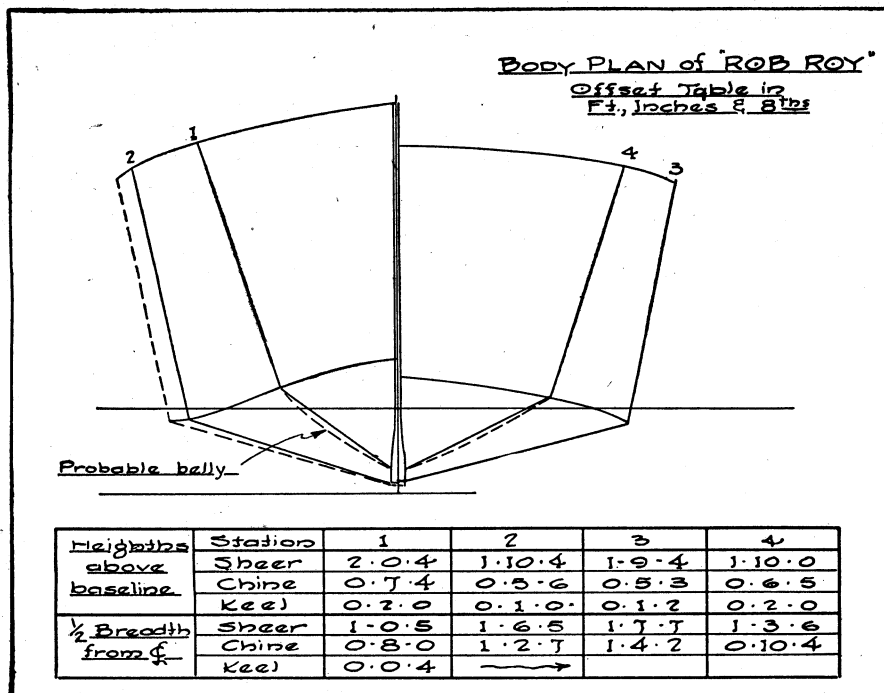 BODY PLAN of "ROB ROY"
Offset Table in
Ft., Inches & 8ths
2
1
4
3
Probable belly
Heigbths above baseline
Station 1 2 3 4
Sheer 2·0·4 1·10·4 1-9-4 1·10·0
Chine 0·7·4 0·5-6 0·5·3 0·6·5
Keel 0·2·0 0·1·0· 0·1·2 0·2·0
½ Breadth from ℄
Sheer 1-0·5 1·6·5 1·7·7 1·3·6
Chine 0·8·0 1·2·7 1·4·2 0·10·4
Keel 0·0·4